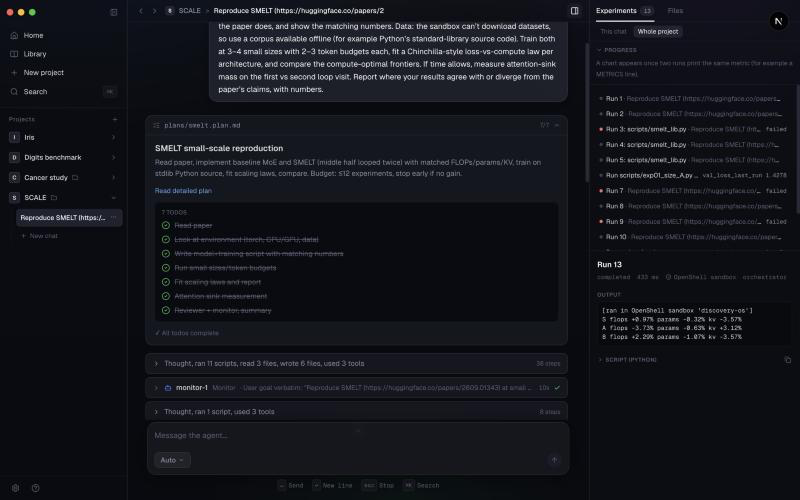 Home
Library
New project
Search
Projects
I Iris
D Digits benchmark
C Cancer study
S SCALE
Reproduce SMELT (https:/...
+ New chat
S SCALE > Reproduce SMELT (https://huggingface.co/papers/2
the paper does, and show the matching numbers. Data: the sandbox can't download datasets,
so use a corpus available offline (for example Python's standard-library source code). Train both
at 3–4 small sizes with 2–3 token budgets each, fit a Chinchilla-style loss-vs-compute law per
architecture, and compare the compute-optimal frontiers. If time allows, measure attention-sink
mass on the first vs second loop visit. Report where your results agree with or diverge from the
paper's claims, with numbers.
plans/smelt.plan.md 7/7
SMELT small-scale reproduction
Read paper, implement baseline MoE and SMELT (middle half looped twice) with matched FLOPs/params/KV, train on
stdlib Python source, fit scaling laws, compare. Budget: ≤12 experiments, stop early if no gain.
Read detailed plan
7 TODOS
Read paper
Look at environment (torch, CPU/GPU, data)
Write model+training script with matching numbers
Run small sizes/token budgets
Fit scaling laws and report
Attention sink measurement
Reviewer + monitor, summary
✓ All todos complete
Thought, ran 11 scripts, read 3 files, wrote 6 files, used 3 tools 38 steps
monitor-1 Monitor · User goal verbatim: "Reproduce SMELT (https://huggingface.co/papers/2609.01343) at small ... 10s
Thought, ran 1 script, used 3 tools 8 steps
Message the agent...
Auto
Send New line esc Stop ⌘K Search
Experiments 13 Files
N
This chat Whole project
PROGRESS
A chart appears once two runs print the same metric (for example a
METRICS line).
Run 1 · Reproduce SMELT (https://huggingface.co/papers...
Run 2 · Reproduce SMELT (https://huggingface.co/papers...
Run 3: scripts/smelt_lib.py · Reproduce SMELT (htt... failed
Run 4: scripts/smelt_lib.py · Reproduce SMELT (https://h...
Run 5: scripts/smelt_lib.py · Reproduce SMELT (https://h...
Run scripts/exp01_size_A.py ... val_loss_last_run 1.4278
Run 7 · Reproduce SMELT (https://huggingface.co/... failed
Run 8 · Reproduce SMELT (https://huggingface.co/papers...
Run 9 · Reproduce SMELT (https://huggingface.co/... failed
Run 10 · Reproduce SMELT (https://huggingface.co/paper...
Run 13
completed 433 ms OpenShell sandbox orchestrator
OUTPUT
[ran in OpenShell sandbox 'discovery-os']
S flops +0.97% params -0.32% kv -3.57%
A flops -3.73% params -0.63% kv +3.12%
B flops +2.29% params -1.07% kv -3.57%
SCRIPT (PYTHON)